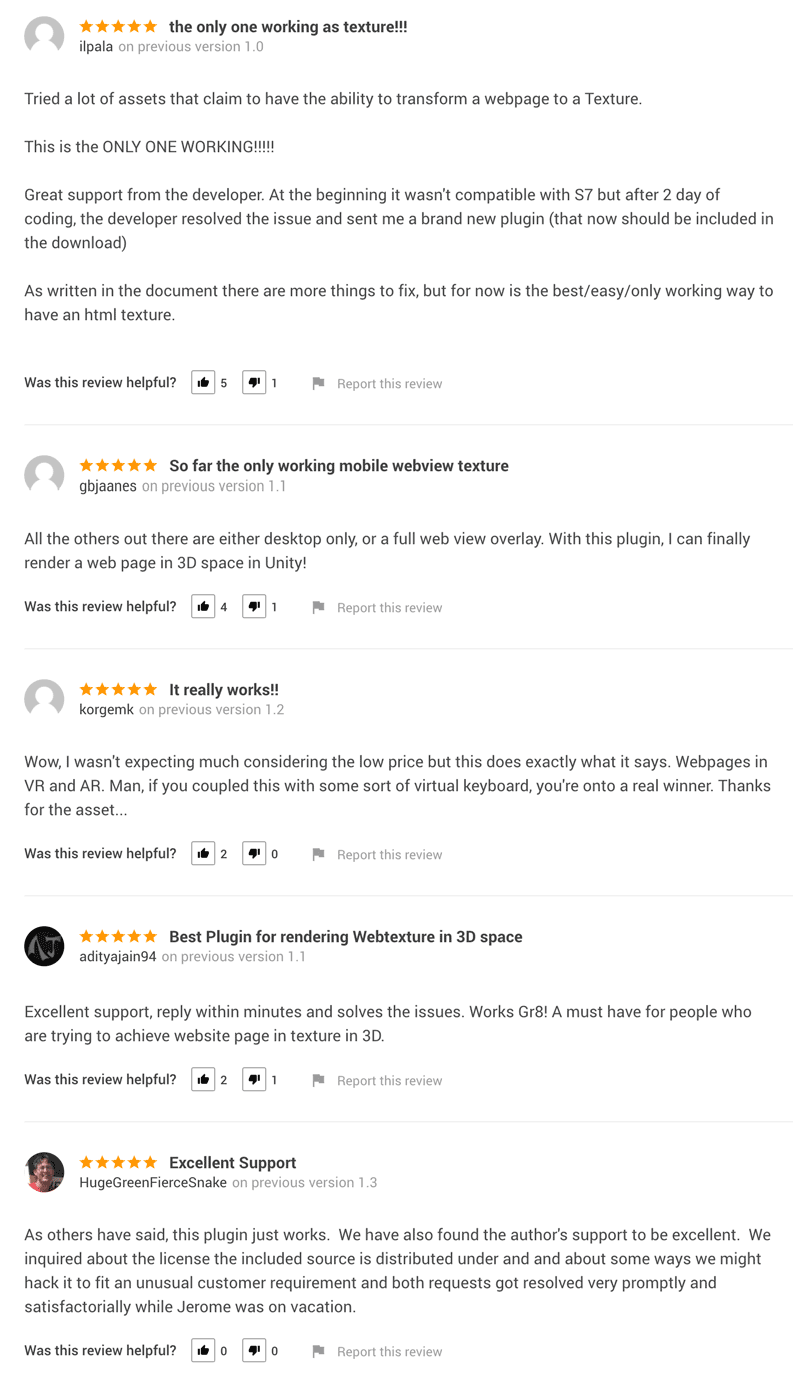 the only one working as texture!!!
ilpala on previous version 1.0
Tried a lot of assets that claim to have the ability to transform a webpage to a Texture.
This is the ONLY ONE WORKING!!!!!
Great support from the developer. At the beginning it wasn't compatible with S7 but after 2 day of
coding, the developer resolved the issue and sent me a brand new plugin (that now should be included in
the download)
As written in the document there are more things to fix, but for now is the best/easy/only working way to
have an html texture.
Was this review helpful? 5 1 Report this review
So far the only working mobile webview texture
gbjaanes on previous version 1.1
All the others out there are either desktop only, or a full web view overlay. With this plugin, I can finally
render a web page in 3D space in Unity!
Was this review helpful? 4 1 Report this review
It really works!!
korgemk on previous version 1.2
Wow, I wasn't expecting much considering the low price but this does exactly what it says. Webpages in
VR and AR. Man, if you coupled this with some sort of virtual keyboard, you're onto a real winner. Thanks
for the asset...
Was this review helpful? 2 0 Report this review
Best Plugin for rendering Webtexture in 3D space
adityajain94 on previous version 1.1
Excellent support, reply within minutes and solves the issues. Works Gr8! A must have for people who
are trying to achieve website page in texture in 3D.
Was this review helpful? 2 1 Report this review
Excellent Support
HugeGreenFierceSnake on previous version 1.3
As others have said, this plugin just works.  We have also found the author's support to be excellent.  We
inquired about the license the included source is distributed under and and about some ways we might
hack it to fit an unusual customer requirement and both requests got resolved very promptly and
satisfactorially while Jerome was on vacation.
Was this review helpful? 0 0 Report this review